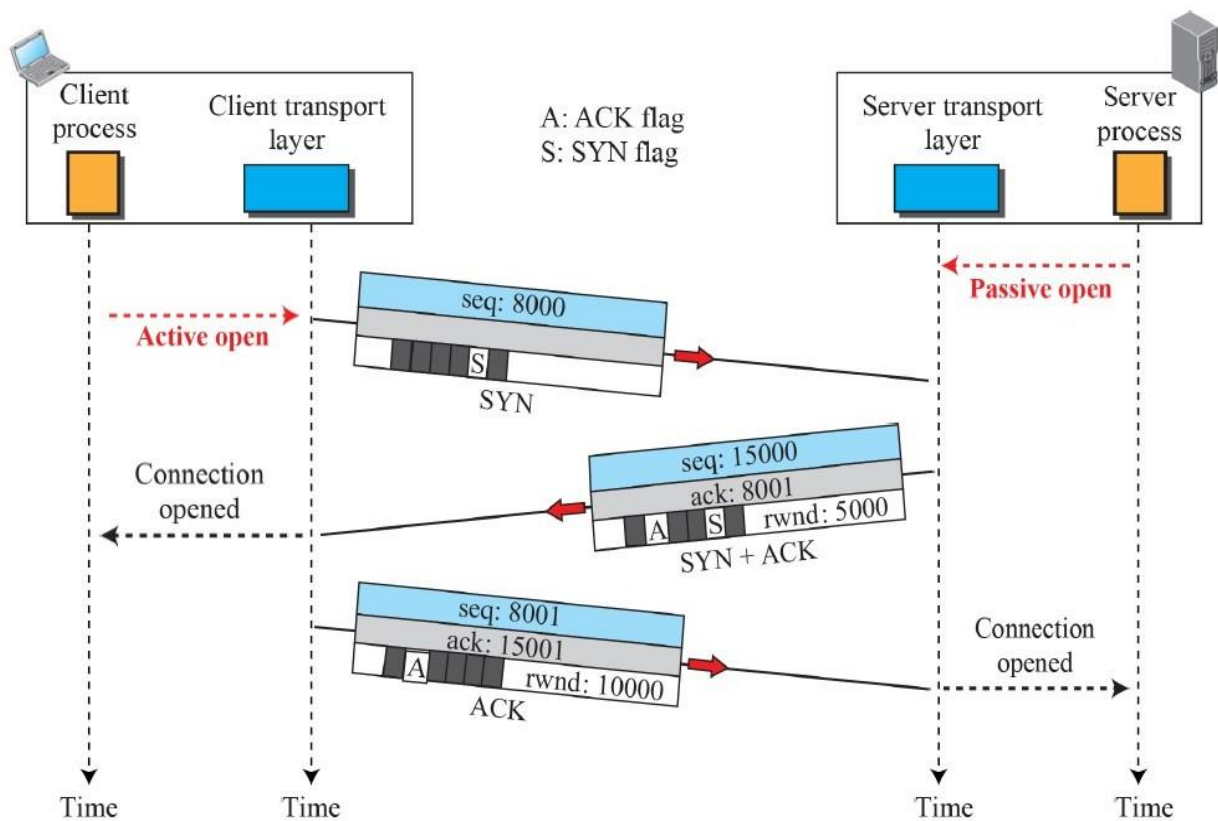 Client
process
Client transport
layer
A: ACK flag
S: SYN flag
Server transport
layer
Server
process
Active open
Passive open
seq: 8000
S
SYN
seq: 15000
ack: 8001
A S rwnd: 5000
SYN + ACK
Connection
opened
seq: 8001
ack: 15001
A rwnd: 10000
ACK
Connection
opened
Time
Time
Time
Time